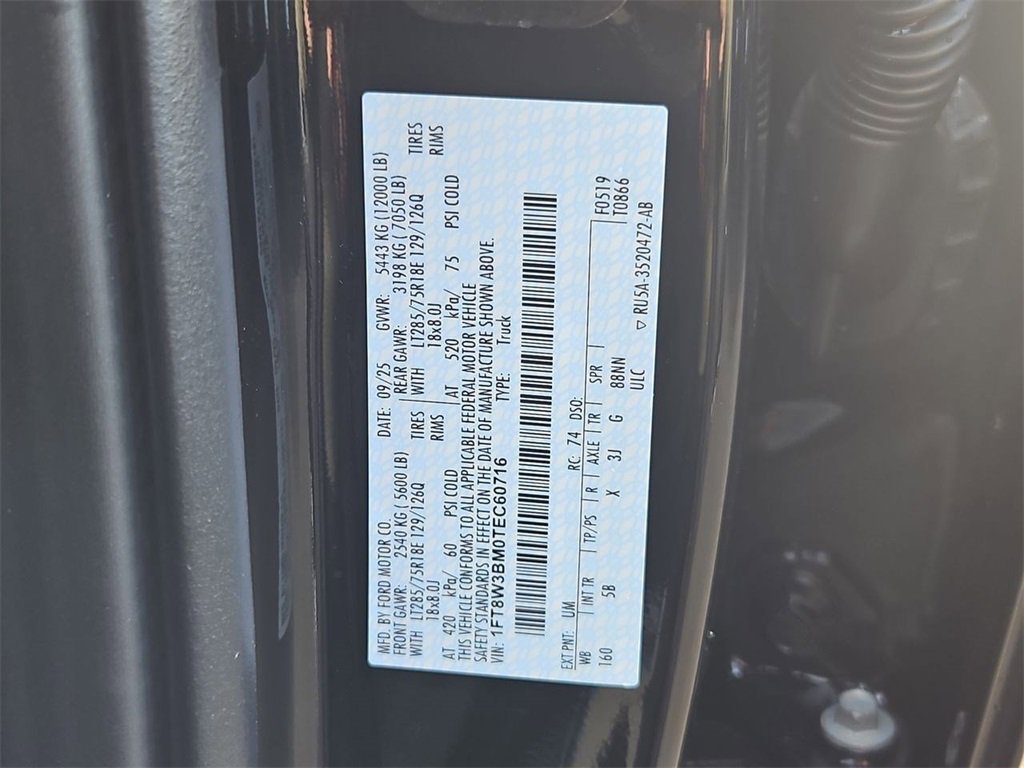 MFD. BY FORD MOTOR CO. DATE: 09/25 GVWR: 5443 KG (12000 LB)
FRONT GAWR: 2540 KG ( 5600 LB) REAR GAWR: 3198 KG ( 7050 LB)
WITH LT285/75R18E 129/126Q TIRES WITH LT285/75R18E 129/126Q TIRES
18x8.0J RIMS 18x8.0J RIMS
AT 420 kPa/ 60 PSI COLD AT 520 kPa/ 75 PSI COLD
THIS VEHICLE CONFORMS TO ALL APPLICABLE FEDERAL MOTOR VEHICLE
SAFETY STANDARDS IN EFFECT ON THE DATE OF MANUFACTURE SHOWN ABOVE.
VIN: 1FT8W3BM0TEC60716 TYPE: Truck
F0519
EXT PNT: UM RC: 74 DSO: T0866
WB INT TR TP/PS R AXLE TR SPR
160 5B X 3J G 88NN
ULC ▽ RU5A-3520472-AB